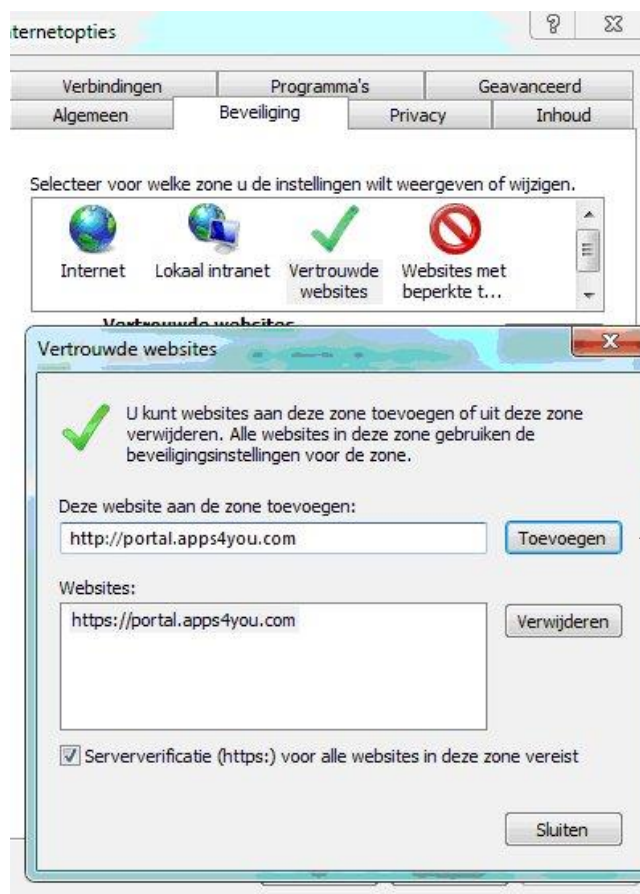 ternetopties
Verbindingen Programma's Geavanceerd
Algemeen Beveiliging Privacy Inhoud
Selecteer voor welke zone u de instellingen wilt weergeven of wijzigen.
Internet Lokaal intranet Vertrouwde websites Websites met beperkte t...
Vertrouwde websites
Vertrouwde websites
U kunt websites aan deze zone toevoegen of uit deze zone
verwijderen. Alle websites in deze zone gebruiken de
beveiligingsinstellingen voor de zone.
Deze website aan de zone toevoegen:
http://portal.apps4you.com Toevoegen
Websites:
https://portal.apps4you.com Verwijderen
Serververificatie (https:) voor alle websites in deze zone vereist
Sluiten